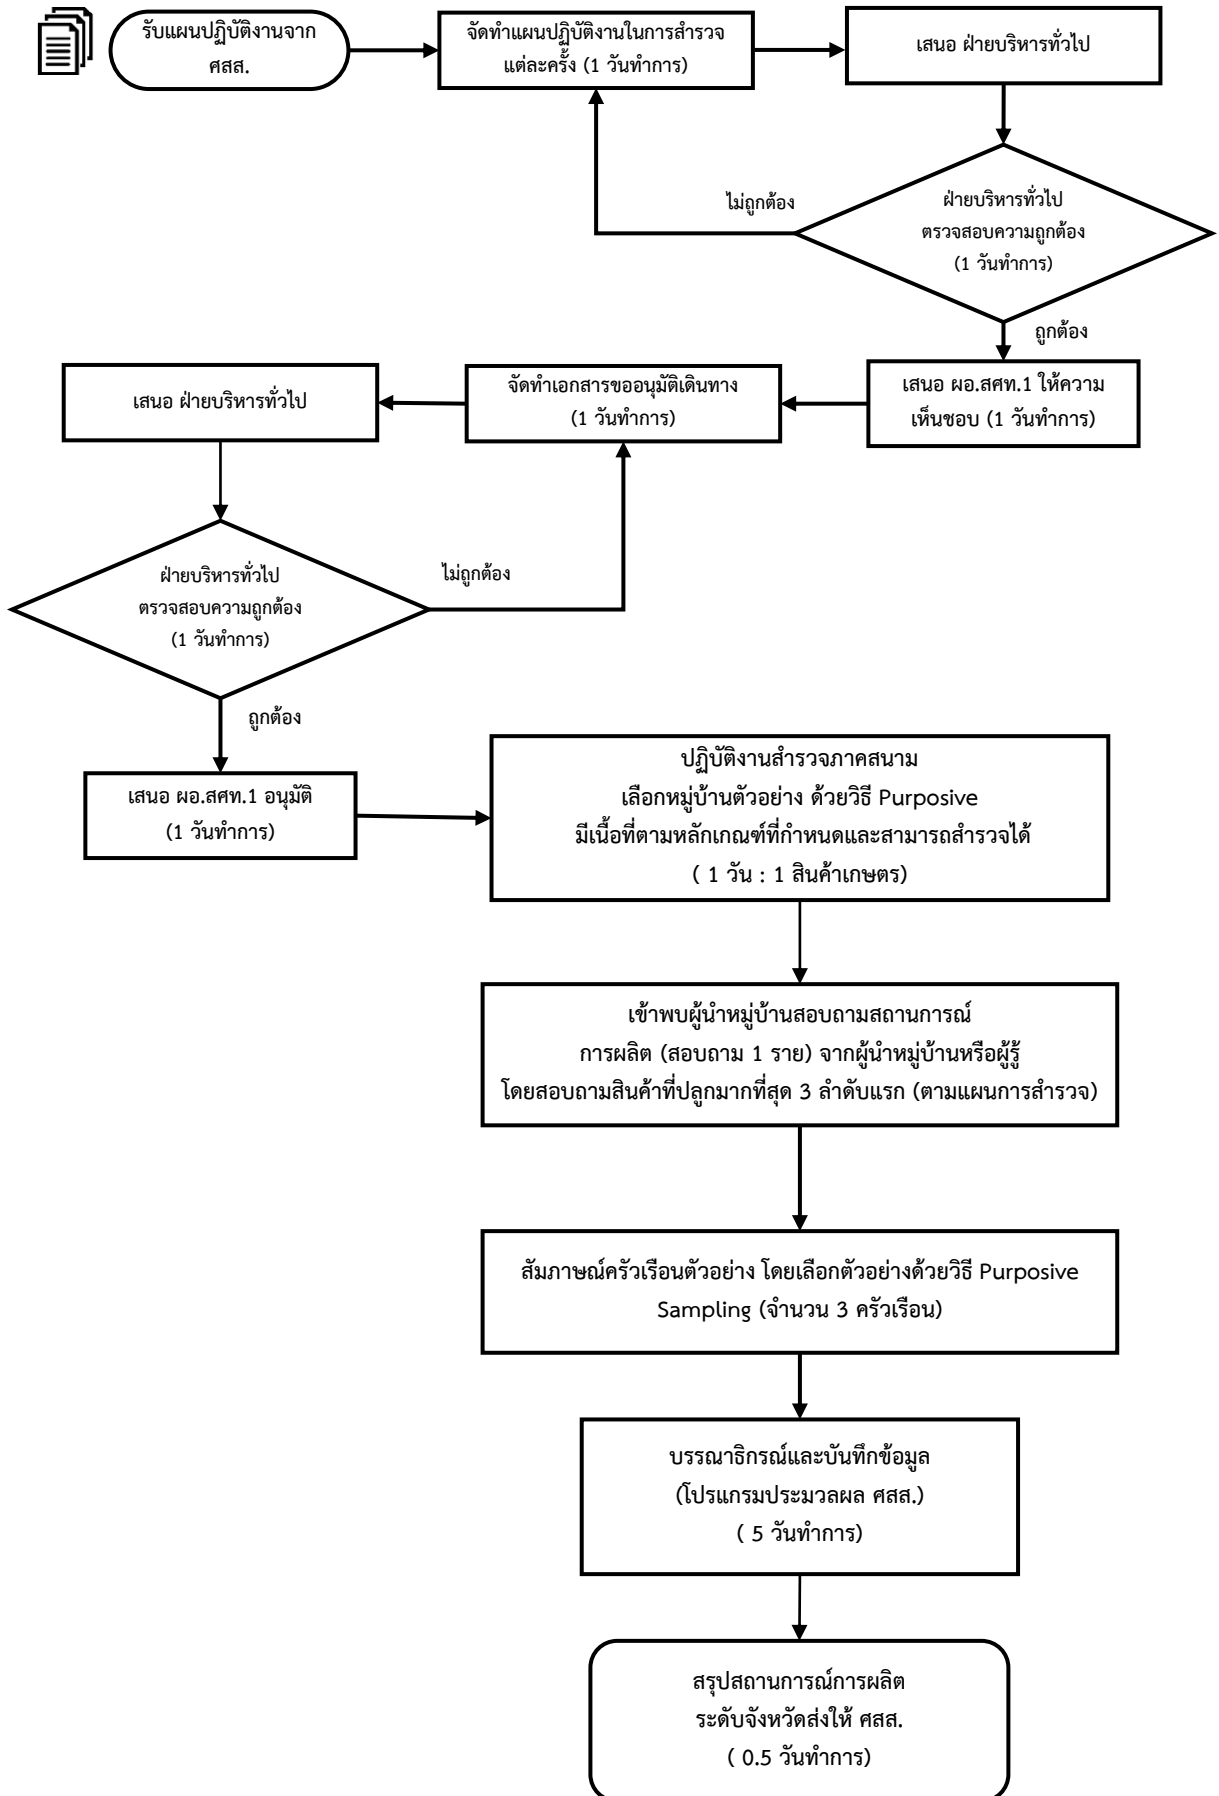 รับแผนปฏิบัติงานจาก
ศสส.
จัดทำแผนปฏิบัติงานในการสำรวจ
แต่ละครั้ง (1 วันทำการ)
เสนอ ฝ่ายบริหารทั่วไป
ไม่ถูกต้อง
ฝ่ายบริหารทั่วไป
ตรวจสอบความถูกต้อง
(1 วันทำการ)
ถูกต้อง
เสนอ ผอ.สศท.1 ให้ความ
เห็นชอบ (1 วันทำการ)
จัดทำเอกสารขออนุมัติเดินทาง
(1 วันทำการ)
เสนอ ฝ่ายบริหารทั่วไป
ฝ่ายบริหารทั่วไป
ตรวจสอบความถูกต้อง
(1 วันทำการ)
ไม่ถูกต้อง
ถูกต้อง
เสนอ ผอ.สศท.1 อนุมัติ
(1 วันทำการ)
ปฏิบัติงานสำรวจภาคสนาม
เลือกหมู่บ้านตัวอย่าง ด้วยวิธี Purposive
มีเนื้อที่ตามหลักเกณฑ์ที่กำหนดและสามารถสำรวจได้
( 1 วัน : 1 สินค้าเกษตร)
เข้าพบผู้นำหมู่บ้านสอบถามสถานการณ์
การผลิต (สอบถาม 1 ราย) จากผู้นำหมู่บ้านหรือผู้รู้
โดยสอบถามสินค้าที่ปลูกมากที่สุด 3 ลำดับแรก (ตามแผนการสำรวจ)
สัมภาษณ์ครัวเรือนตัวอย่าง โดยเลือกตัวอย่างด้วยวิธี Purposive
Sampling (จำนวน 3 ครัวเรือน)
บรรณาธิกรณ์และบันทึกข้อมูล
(โปรแกรมประมวลผล ศสส.)
( 5 วันทำการ)
สรุปสถานการณ์การผลิต
ระดับจังหวัดส่งให้ ศสส.
( 0.5 วันทำการ)